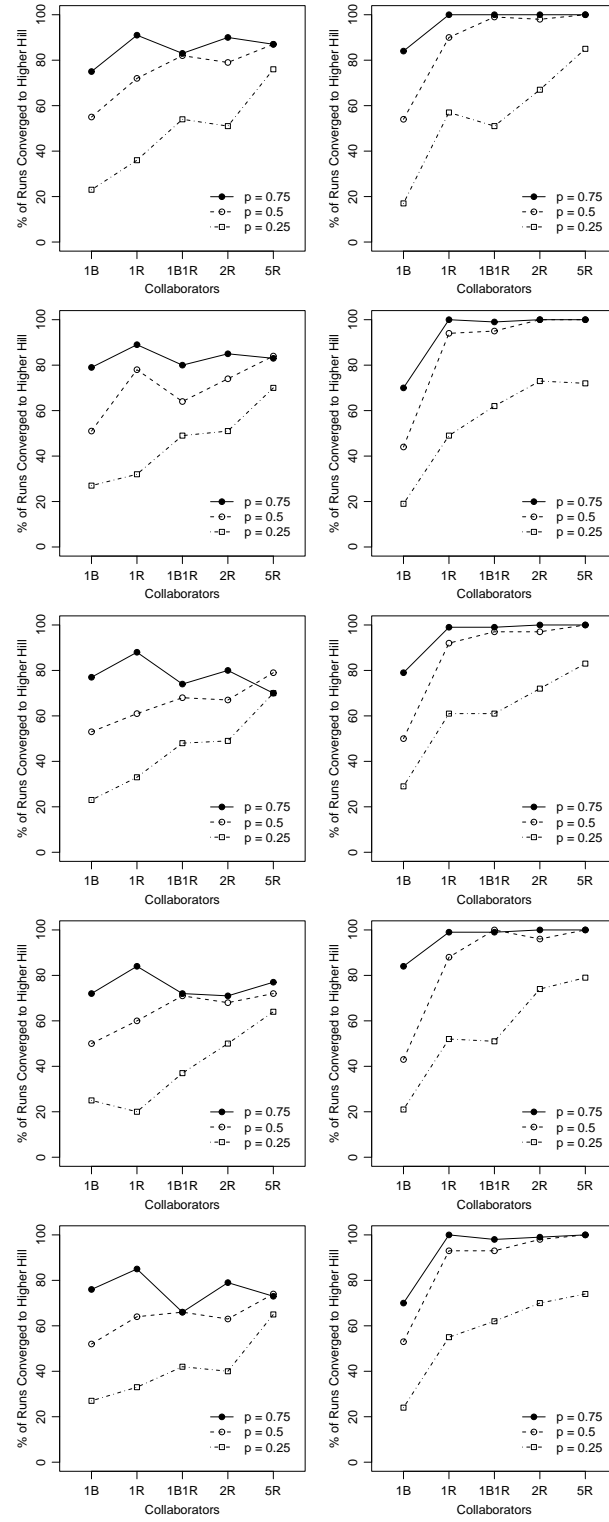 % of Runs Converged to Higher Hill
100
80
60
40
20
0
p = 0.75
p = 0.5
p = 0.25
1B 1R 1B1R 2R 5R
Collaborators
% of Runs Converged to Higher Hill
100
80
60
40
20
0
p = 0.75
p = 0.5
p = 0.25
1B 1R 1B1R 2R 5R
Collaborators
% of Runs Converged to Higher Hill
100
80
60
40
20
0
p = 0.75
p = 0.5
p = 0.25
1B 1R 1B1R 2R 5R
Collaborators
% of Runs Converged to Higher Hill
100
80
60
40
20
0
p = 0.75
p = 0.5
p = 0.25
1B 1R 1B1R 2R 5R
Collaborators
% of Runs Converged to Higher Hill
100
80
60
40
20
0
p = 0.75
p = 0.5
p = 0.25
1B 1R 1B1R 2R 5R
Collaborators
% of Runs Converged to Higher Hill
100
80
60
40
20
0
p = 0.75
p = 0.5
p = 0.25
1B 1R 1B1R 2R 5R
Collaborators
% of Runs Converged to Higher Hill
100
80
60
40
20
0
p = 0.75
p = 0.5
p = 0.25
1B 1R 1B1R 2R 5R
Collaborators
% of Runs Converged to Higher Hill
100
80
60
40
20
0
p = 0.75
p = 0.5
p = 0.25
1B 1R 1B1R 2R 5R
Collaborators
% of Runs Converged to Higher Hill
100
80
60
40
20
0
p = 0.75
p = 0.5
p = 0.25
1B 1R 1B1R 2R 5R
Collaborators
% of Runs Converged to Higher Hill
100
80
60
40
20
0
p = 0.75
p = 0.5
p = 0.25
1B 1R 1B1R 2R 5R
Collaborators